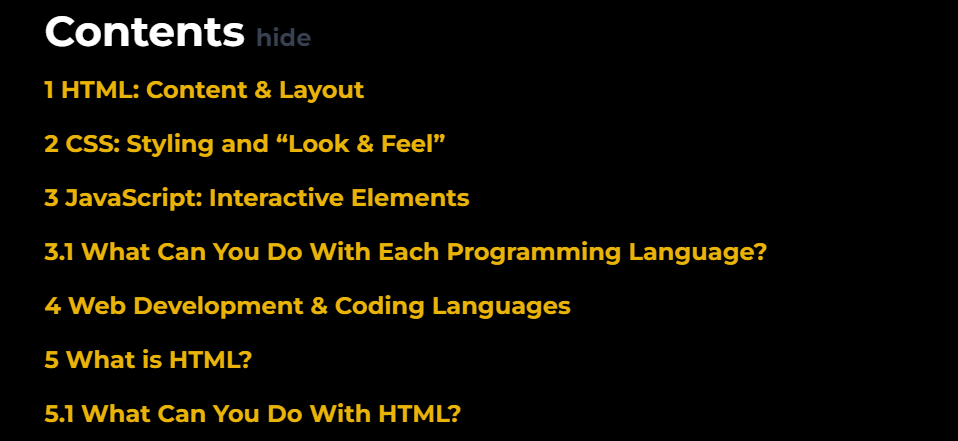 Contents hide
1 HTML: Content & Layout
2 CSS: Styling and “Look & Feel”
3 JavaScript: Interactive Elements
3.1 What Can You Do With Each Programming Language?
4 Web Development & Coding Languages
5 What is HTML?
5.1 What Can You Do With HTML?